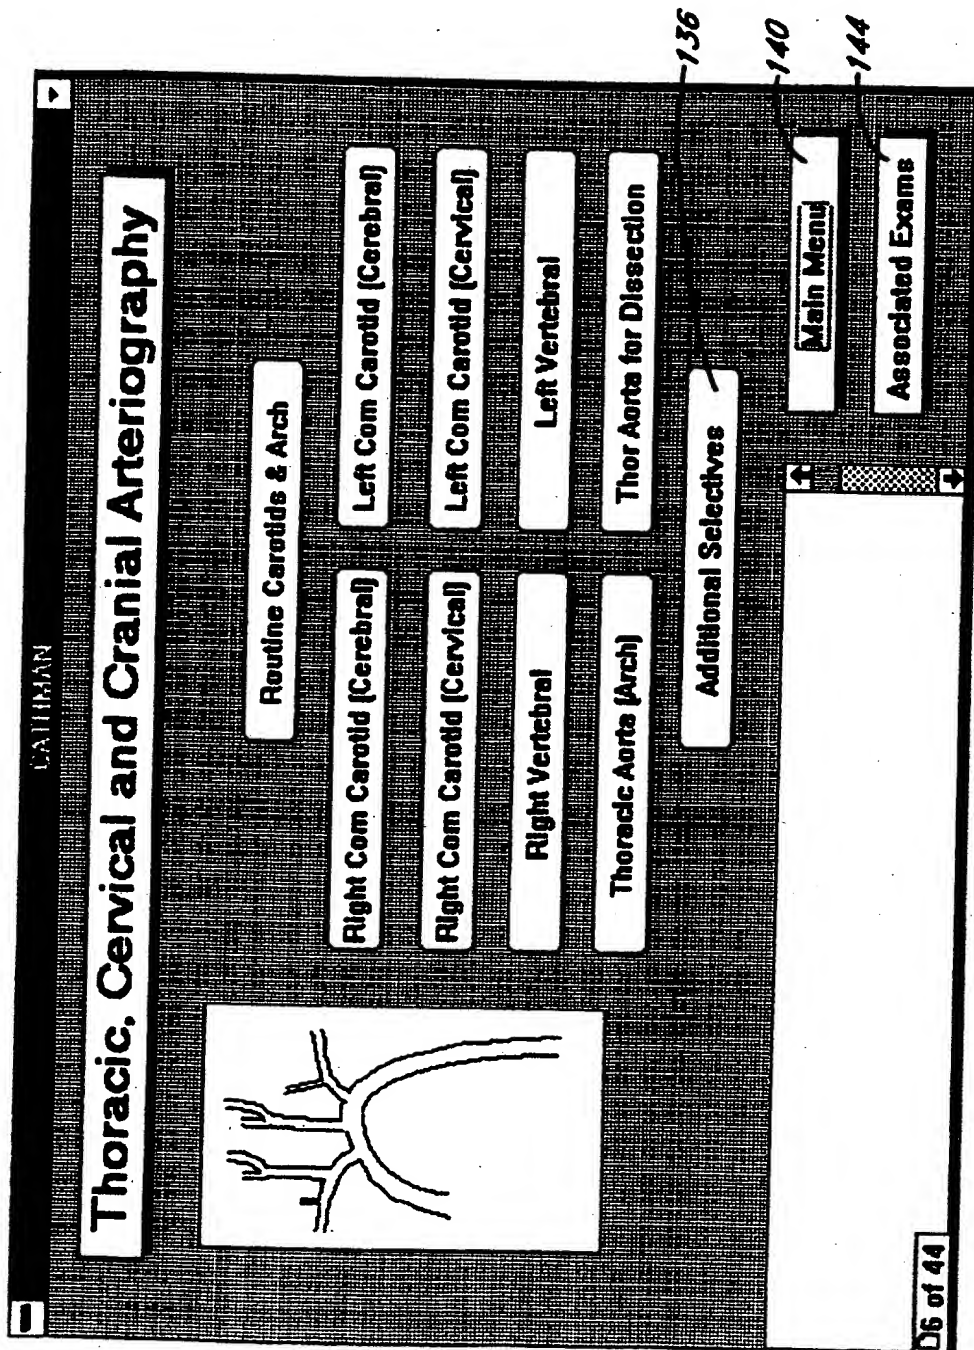 CATHMAN
Thoracic, Cervical and Cranial Arteriography
Routine Carotids & Arch
Right Com Carotid (Cerebral)
Left Com Carotid (Cerebral)
Right Com Carotid (Cervical)
Left Com Carotid (Cervical)
Right Vertebral
Left Vertebral
Thoracic Aorta (Arch)
Thor Aorta for Dissection
Additional Selectives
136
Main Menu
140
Associated Exams
144
6 of 44